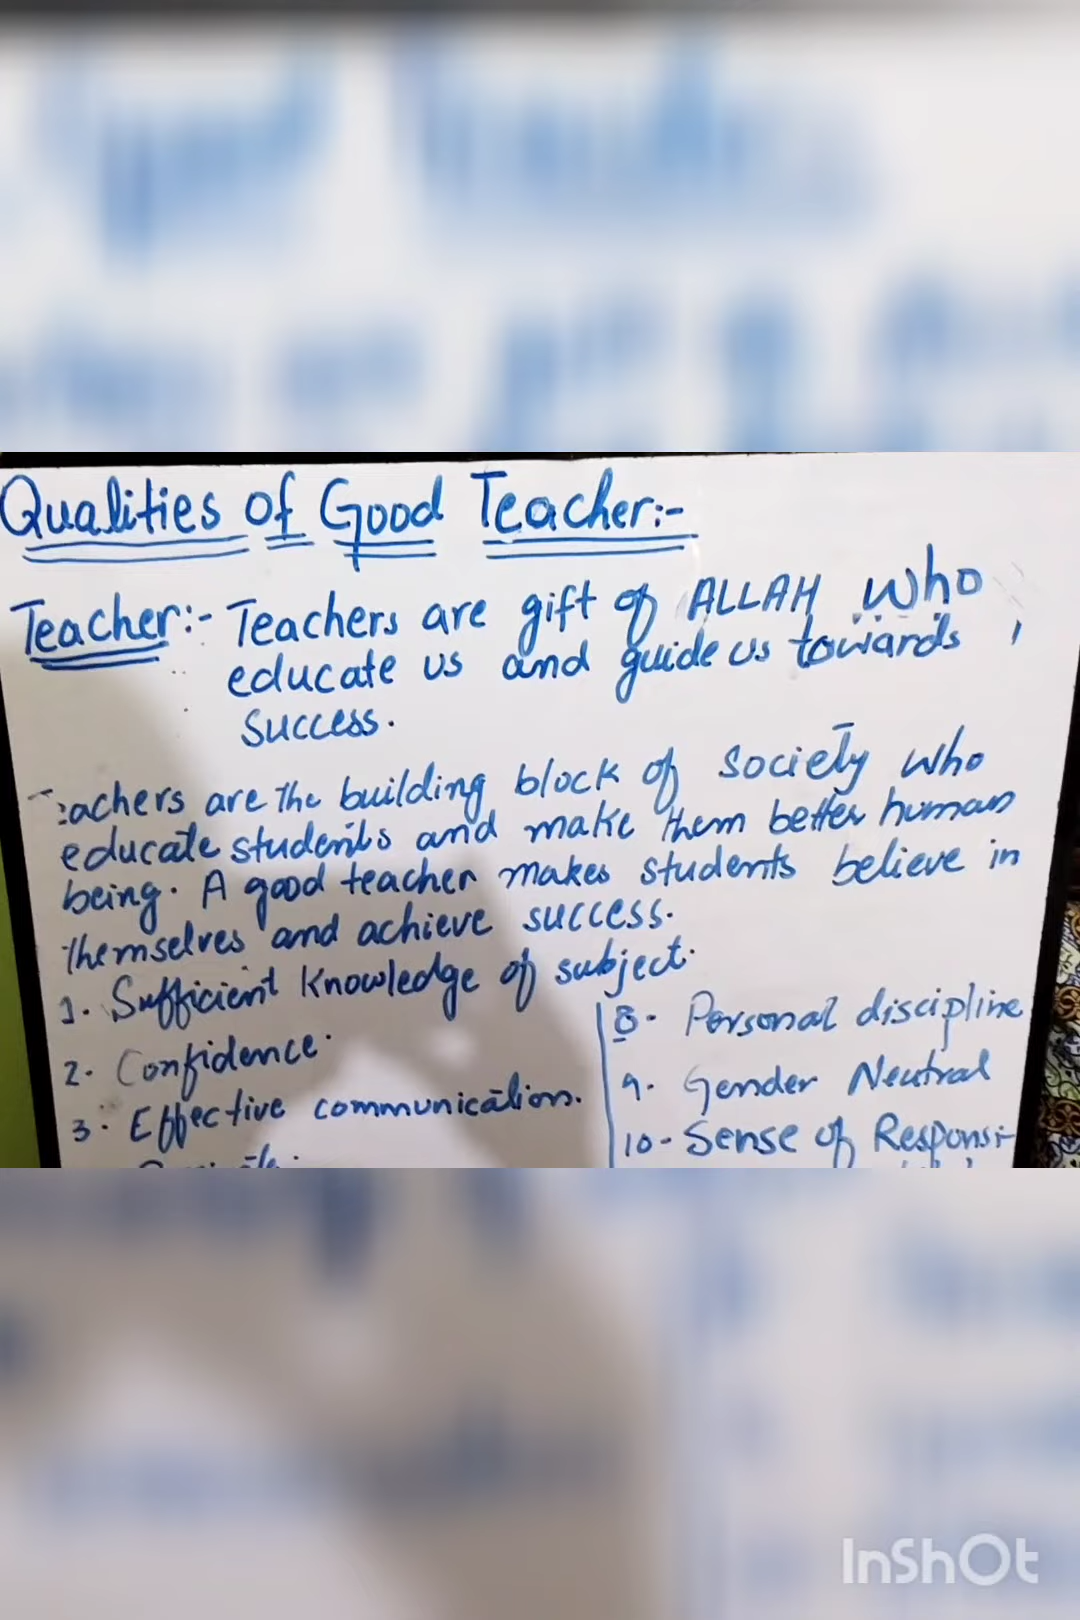 Qualities of Good Teacher:-
Teacher:- Teachers are gift of ALLAH who
educate us and guide us towards
success.
Teachers are the building block of society who
educate students and make them better human
being. A good teacher makes students believe in
themselves and achieve success.
1. Sufficient knowledge of subject.
2. Confidence.
3. Effective communication.
8. Personal discipline
9. Gender Neutral
10- Sense of Responsi-
InShOt